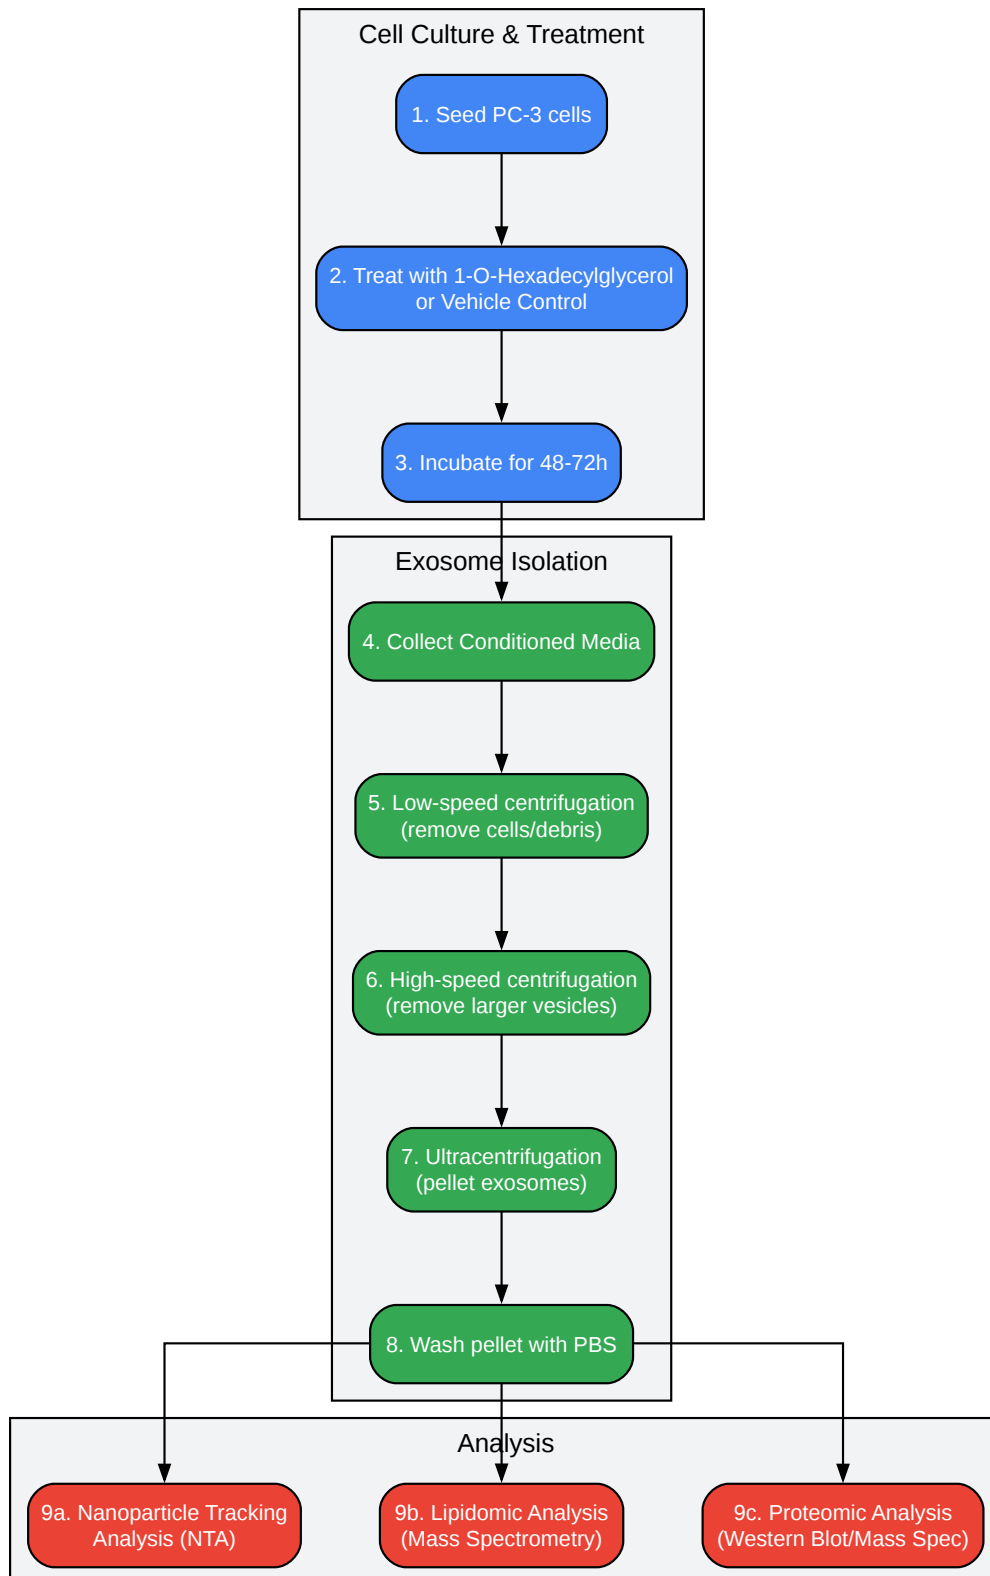 Cell Culture & Treatment
1. Seed PC-3 cells
2. Treat with 1-O-Hexadecylglycerol
or Vehicle Control
3. Incubate for 48-72h
Exosome Isolation
4. Collect Conditioned Media
5. Low-speed centrifugation
(remove cells/debris)
6. High-speed centrifugation
(remove larger vesicles)
7. Ultracentrifugation
(pellet exosomes)
8. Wash pellet with PBS
Analysis
9a. Nanoparticle Tracking
Analysis (NTA)
9b. Lipidomic Analysis
(Mass Spectrometry)
9c. Proteomic Analysis
(Western Blot/Mass Spec)